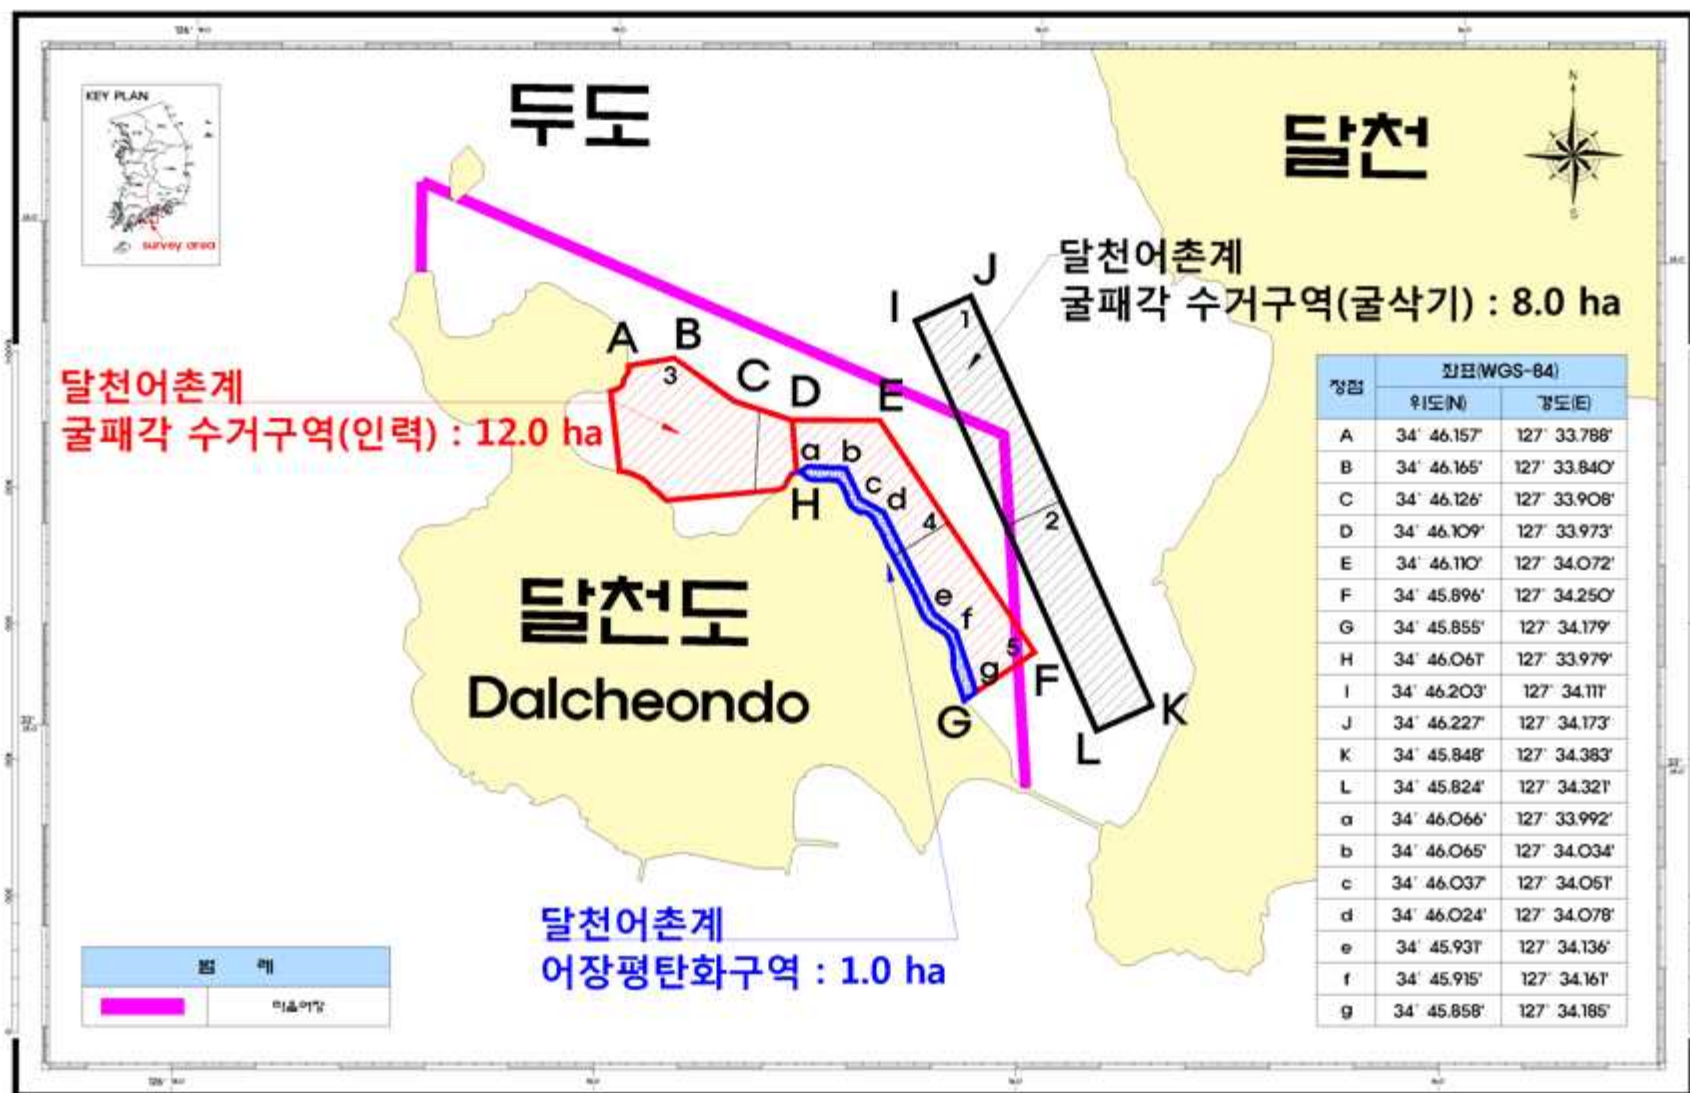 KEY PLAN
survey area
두도
달천
N
S
달천어촌계
굴패각 수거구역(굴삭기) : 8.0 ha
J
I
1
A
B
3
C
D
E
달천어촌계
굴패각 수거구역(인력) : 12.0 ha
a
b
c
d
H
4
2
e
f
5
g
F
G
K
L
달천도
Dalcheondo
달천어촌계
어장평탄화구역 : 1.0 ha
범 례
마을어장
정점 좌표(WGS-84)
위도(N) 경도(E)
A 34° 46.157' 127° 33.788'
B 34° 46.165' 127° 33.840'
C 34° 46.126' 127° 33.908'
D 34° 46.109' 127° 33.973'
E 34° 46.110' 127° 34.072'
F 34° 45.896' 127° 34.250'
G 34° 45.855' 127° 34.179'
H 34° 46.061' 127° 33.979'
I 34° 46.203' 127° 34.111'
J 34° 46.227' 127° 34.173'
K 34° 45.848' 127° 34.383'
L 34° 45.824' 127° 34.321'
a 34° 46.066' 127° 33.992'
b 34° 46.065' 127° 34.034'
c 34° 46.037' 127° 34.051'
d 34° 46.024' 127° 34.078'
e 34° 45.931' 127° 34.136'
f 34° 45.915' 127° 34.161'
g 34° 45.858' 127° 34.185'